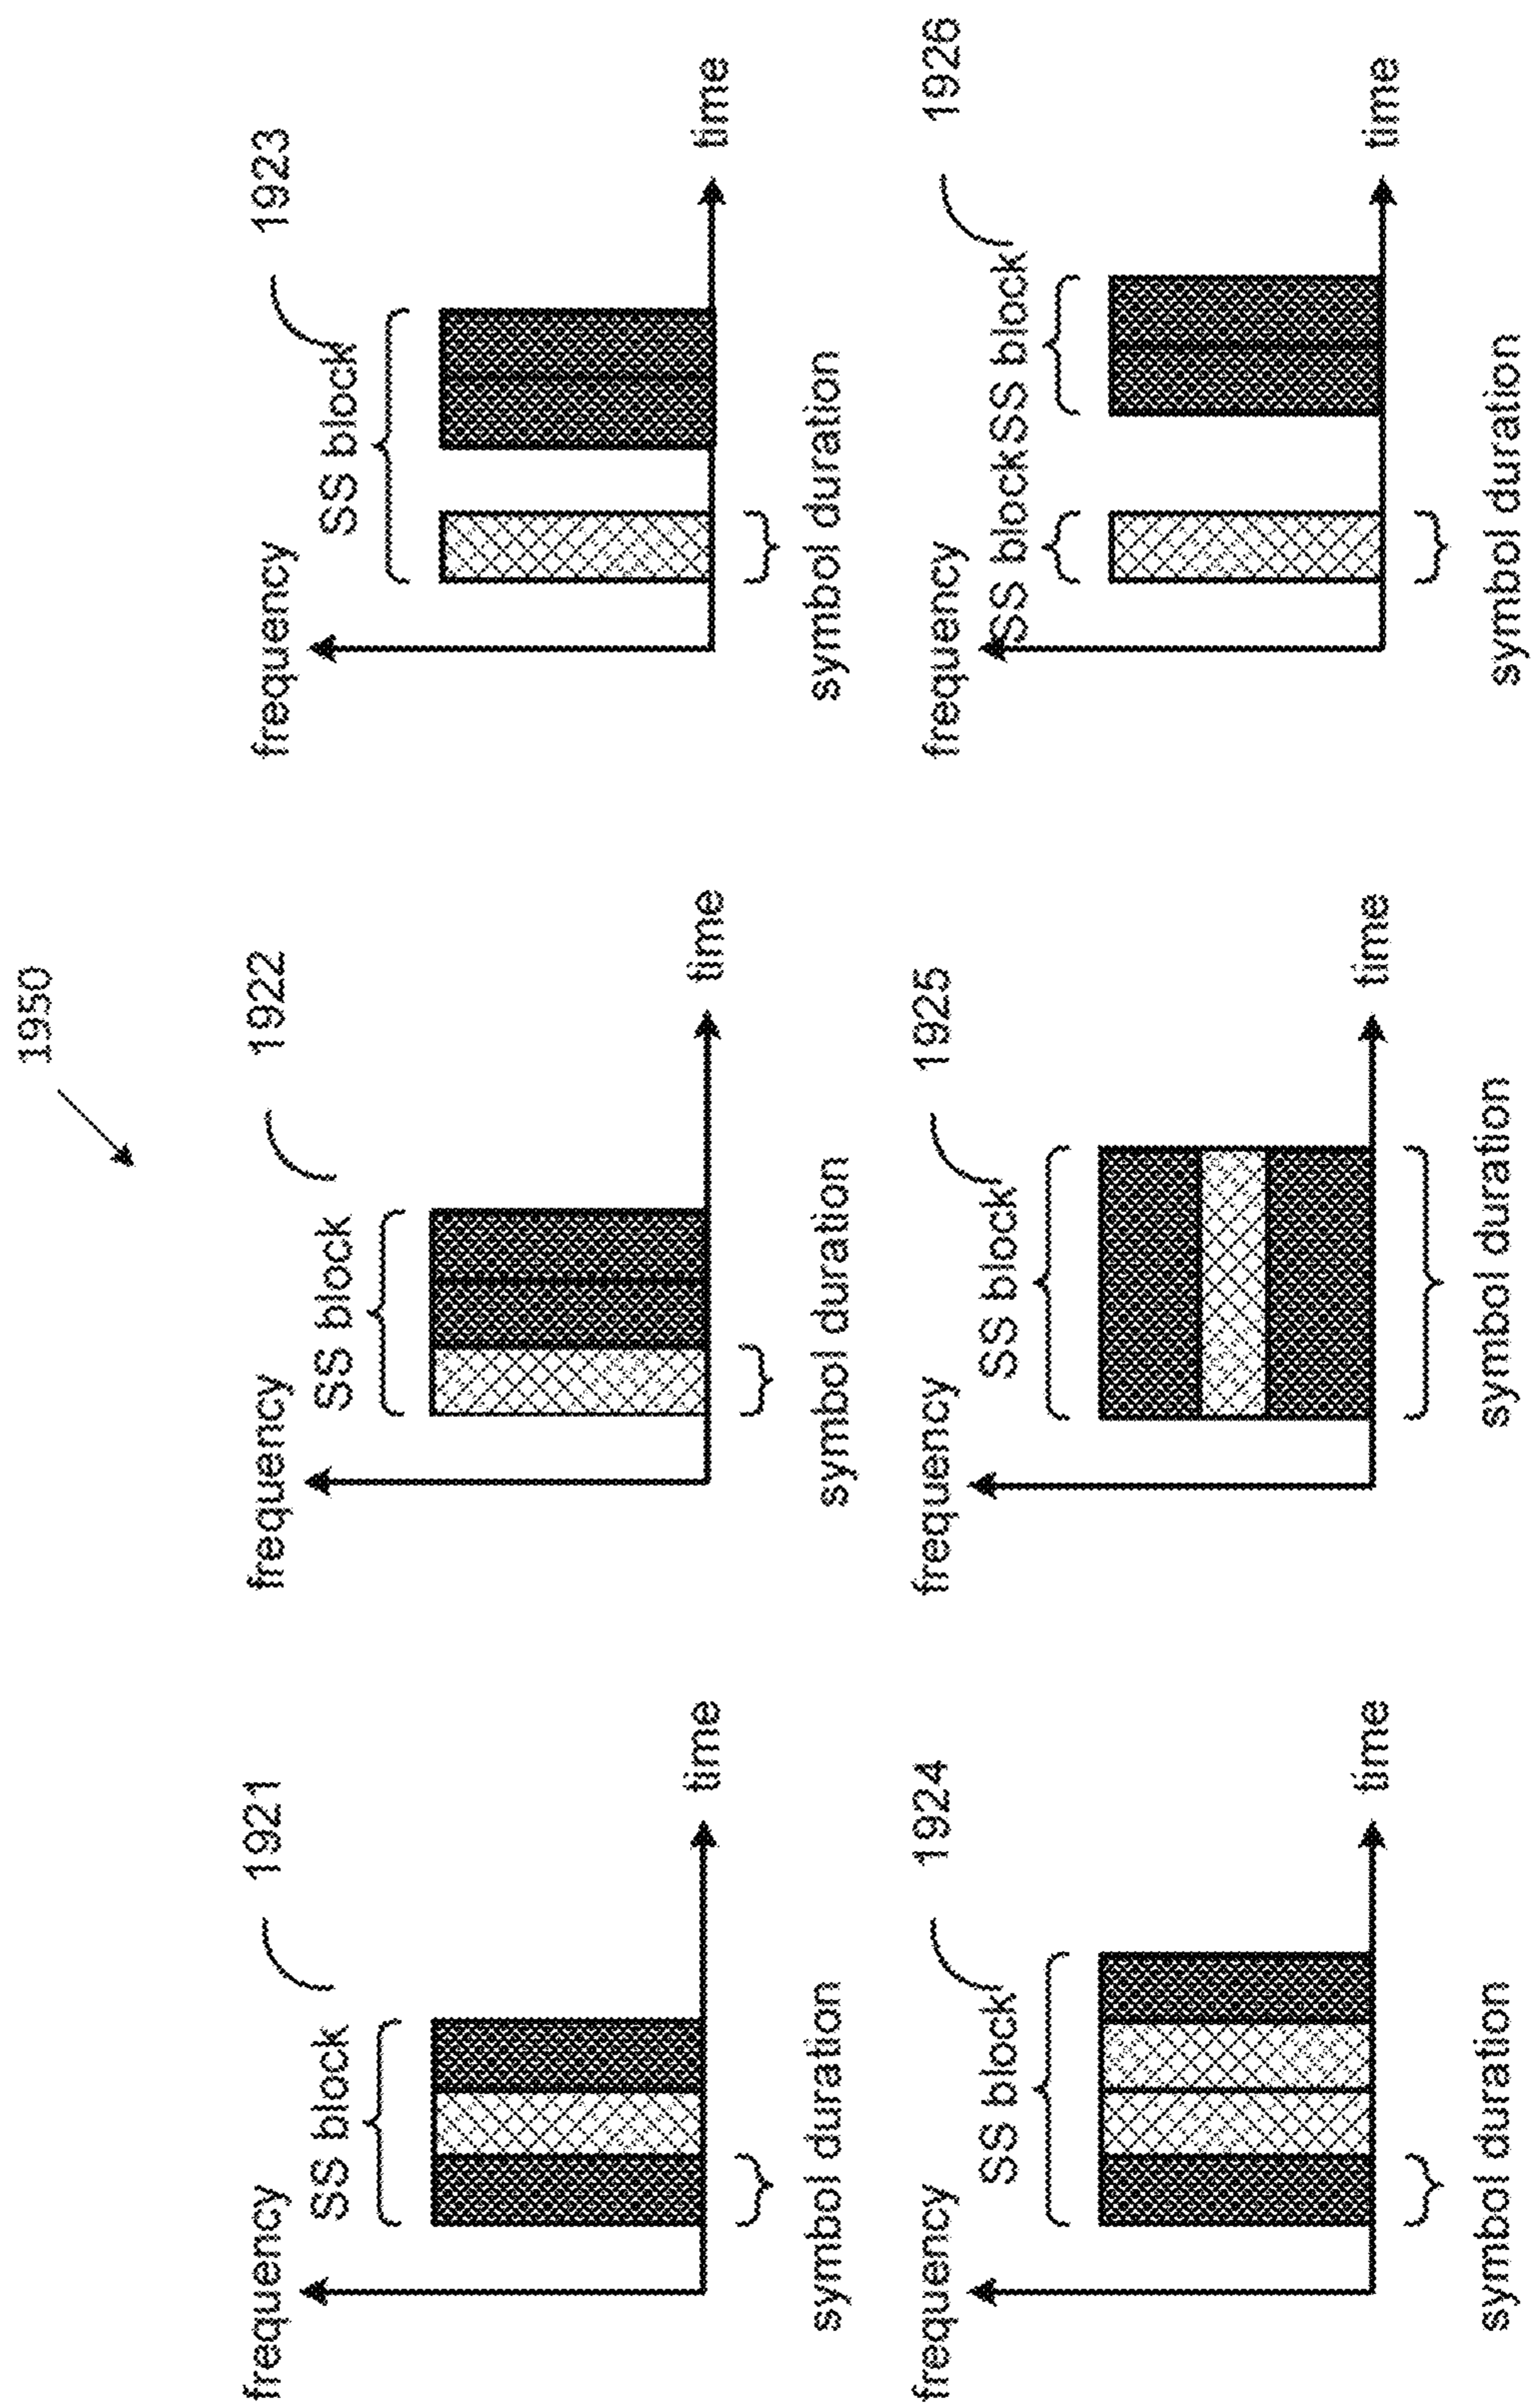 1950
1921
frequency
SS block
time
symbol duration
1922
frequency
SS block
time
symbol duration
1923
frequency
SS block
time
symbol duration
1924
frequency
SS block
time
symbol duration
1925
frequency
SS block
time
symbol duration
1926
frequency
SS blockSS block
time
symbol duration